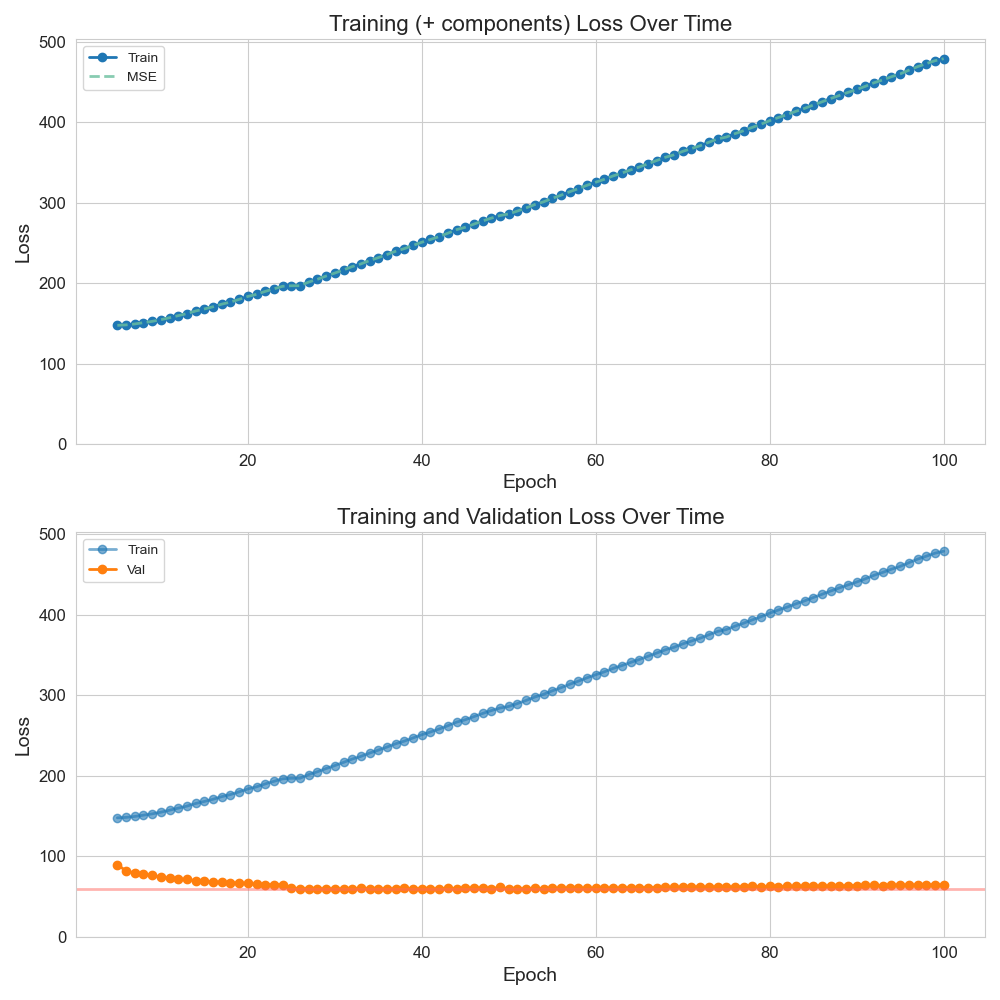 Training (+ components) Loss Over Time
500
400
300
200
100
0
Loss
Train
MSE
20 40 60 80 100
Epoch
Training and Validation Loss Over Time
500
400
300
200
100
0
Loss
Train
Val
20 40 60 80 100
Epoch